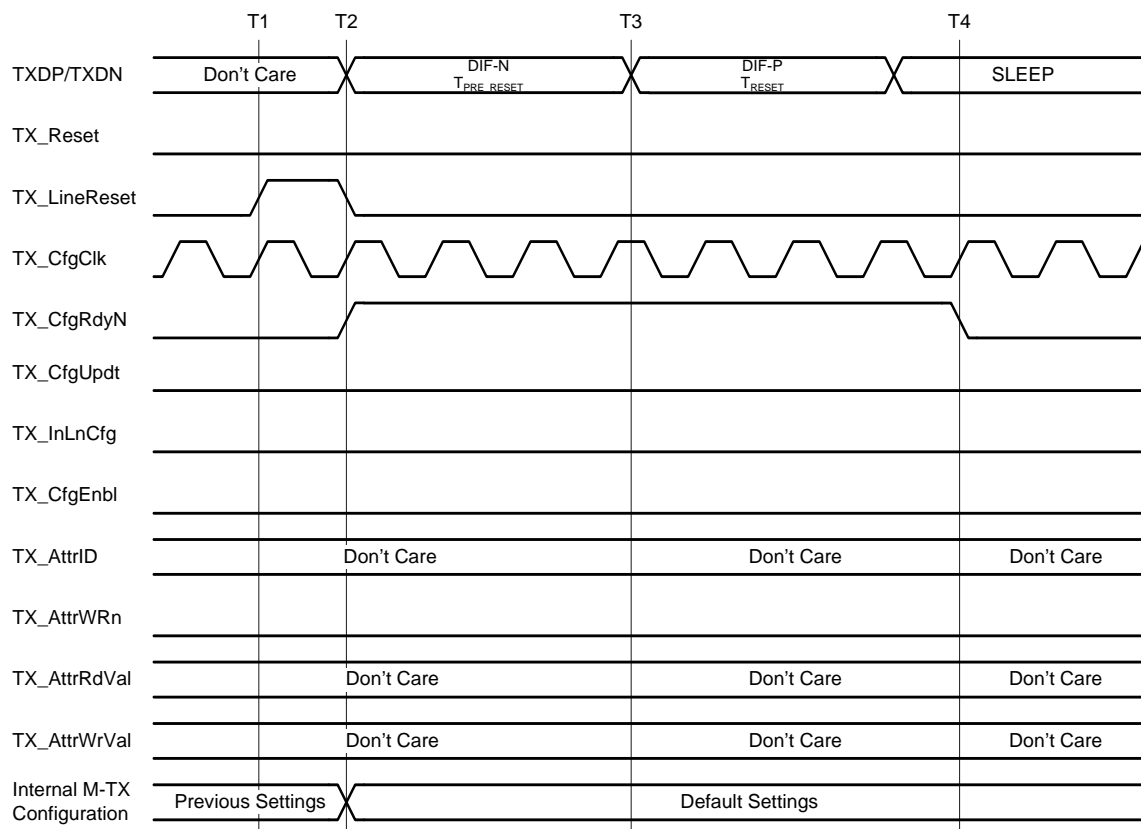 T1 T2 T3 T4
TXDP/TXDN Don't Care DIF-N DIF-P SLEEP
TPRE_RESET TRESET
TX_Reset
TX_LineReset
TX_CfgClk
TX_CfgRdyN
TX_CfgUpdt
TX_InLnCfg
TX_CfgEnbl
TX_AttrID Don't Care Don't Care Don't Care
TX_AttrWRn
TX_AttrRdVal Don't Care Don't Care Don't Care
TX_AttrWrVal Don't Care Don't Care Don't Care
Internal M-TX
Configuration Previous Settings Default Settings